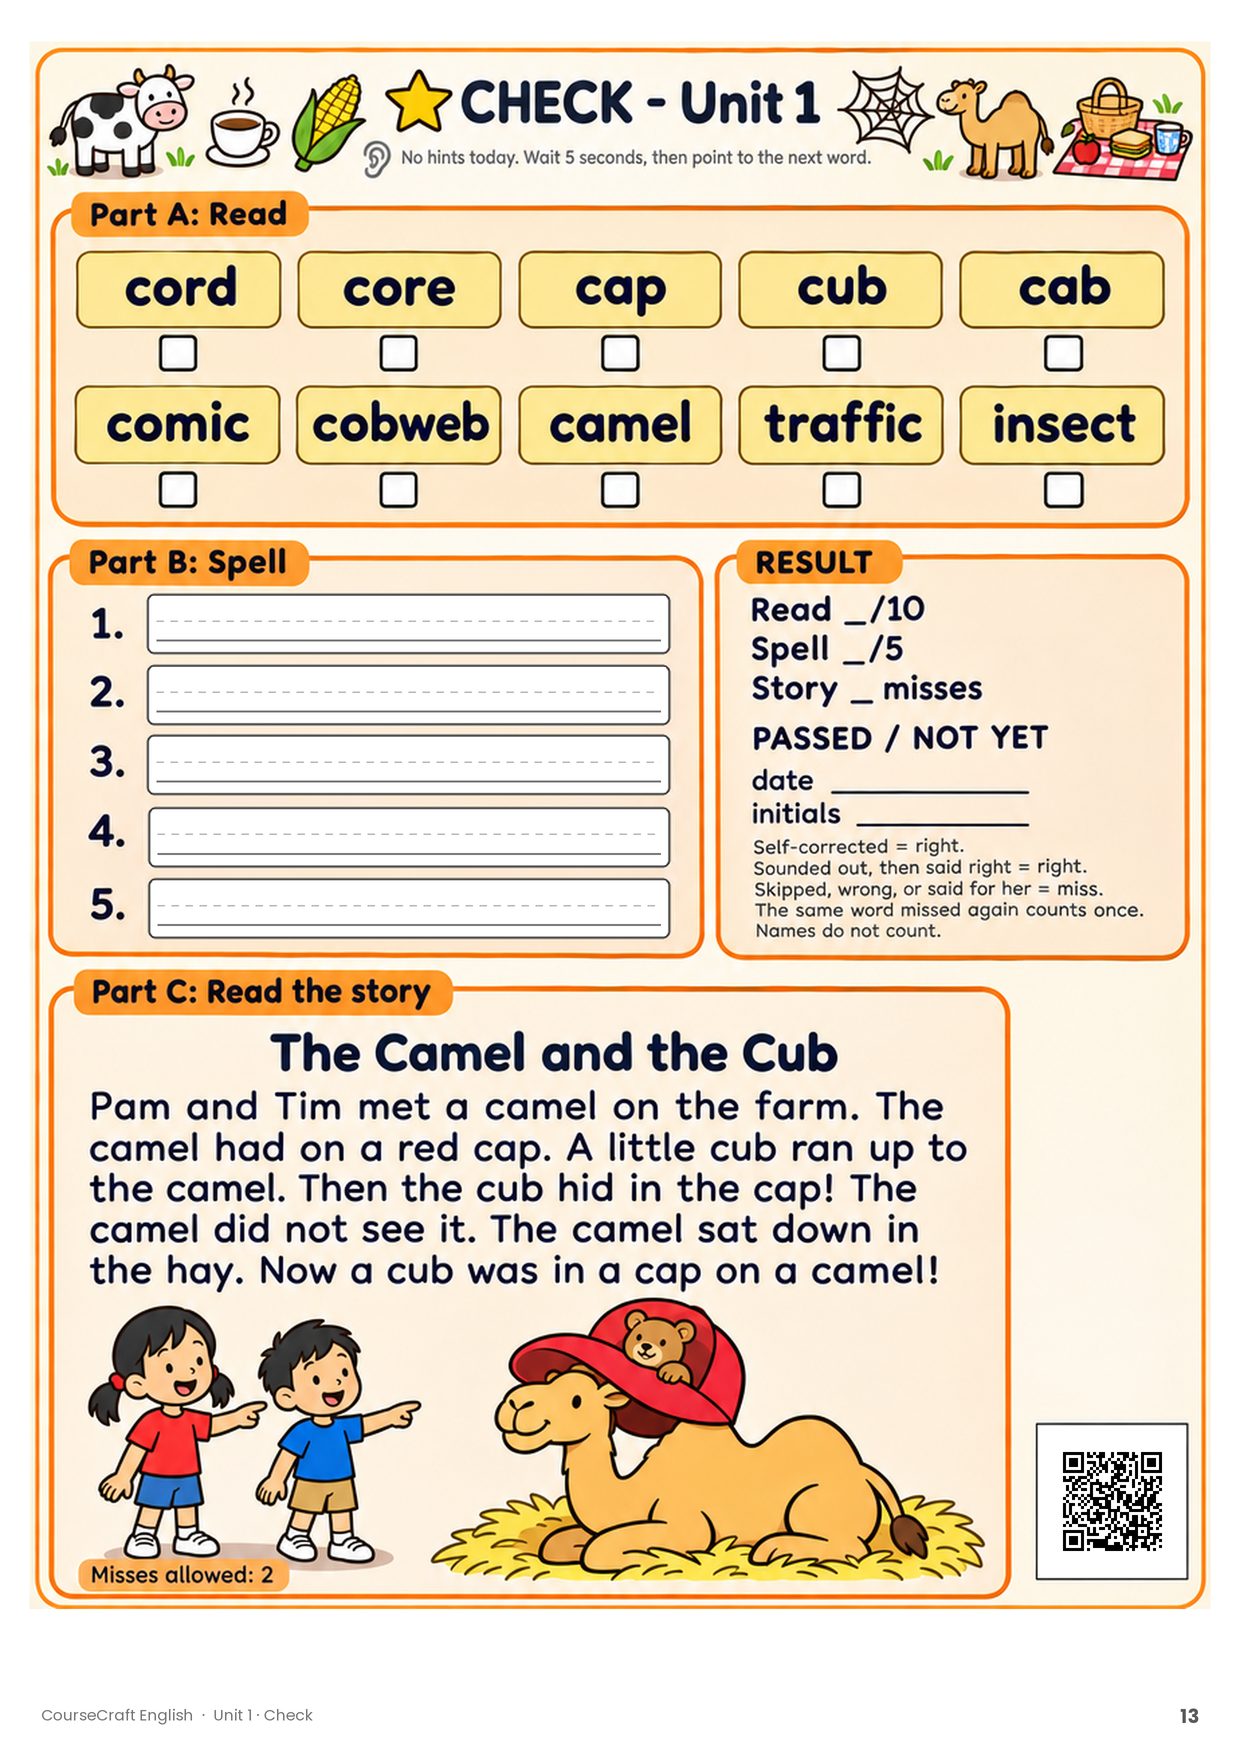 CHECK - Unit 1
No hints today. Wait 5 seconds, then point to the next word.
Part A: Read
cord core cap cub cab
comic cobweb camel traffic insect
Part B: Spell
1.
2.
3.
4.
5.
RESULT
Read _/10
Spell _/5
Story _ misses
PASSED / NOT YET
date ____________
initials ____________
Self-corrected = right.
Sounded out, then said right = right.
Skipped, wrong, or said for her = miss.
The same word missed again counts once.
Names do not count.
Part C: Read the story
The Camel and the Cub
Pam and Tim met a camel on the farm. The
camel had on a red cap. A little cub ran up to
the camel. Then the cub hid in the cap! The
camel did not see it. The camel sat down in
the hay. Now a cub was in a cap on a camel!
Misses allowed: 2
CourseCraft English · Unit 1 · Check
13